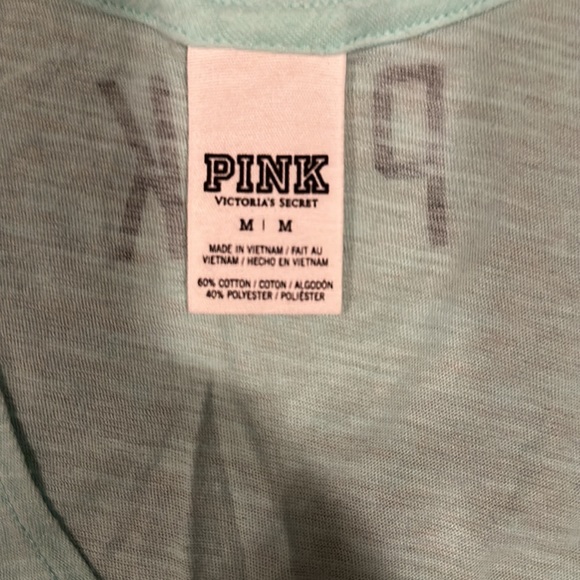 PINK
VICTORIA'S SECRET
M | M
MADE IN VIETNAM / FAIT AU
VIETNAM / HECHO EN VIETNAM
60% COTTON / COTON / ALGODÓN
40% POLYESTER / POLIÉSTER
P K